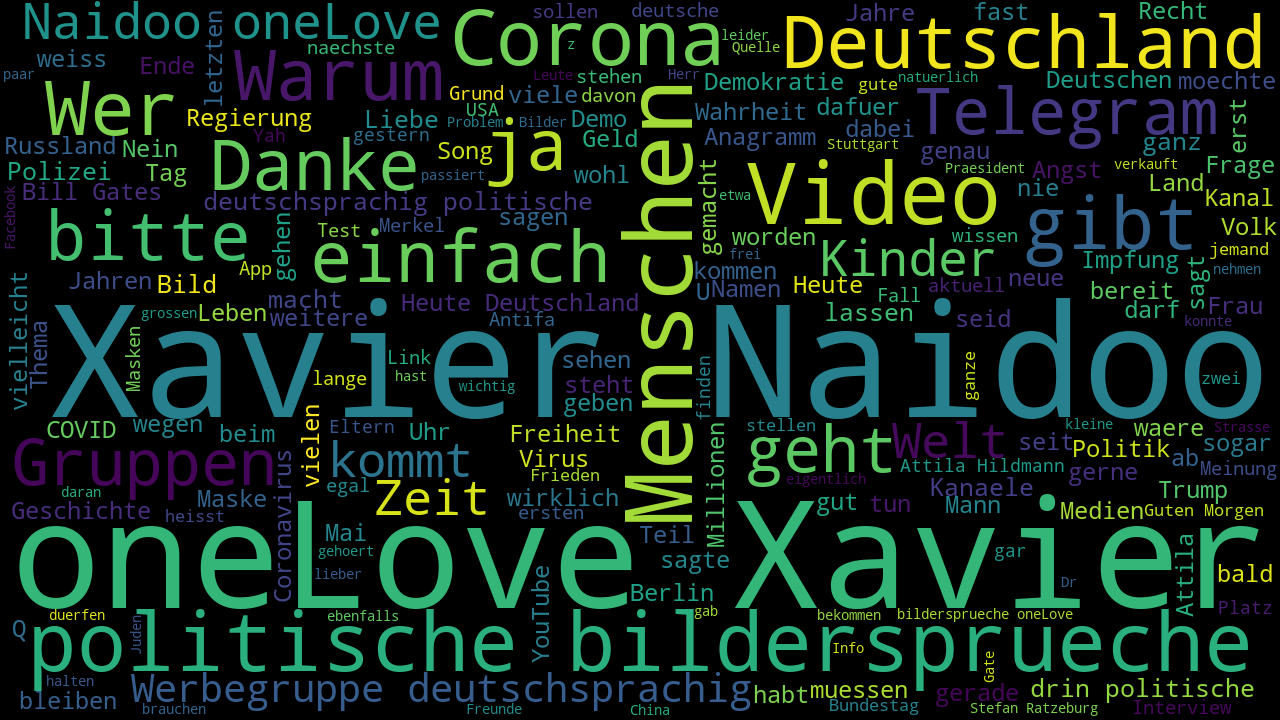 Naidoo oneLove
Corona
sollen
deutsche
Jahre
fast
Recht
leider
Quelle
Deutschland
weiss
naechste
letzten
Warum
Ende
paar
z
Leute
stehen
Herr
Demokratie
gute
natuerlich
Deutschen
moechte
Wer
Grund
viele
davon
USA
Regierung
Liebe
Problem
Bilder
Demo
Wahrheit
dafuer
Telegram
erst
Yah
gestern
Geld
Anagramm
dabei
Russland
Nein
Danke
Song
ja
Stuttgart
genau
ganz
Polizei
Tag
passiert
wohl
gemacht
Praesident
Angst
verkauft
Frage
Bill Gates
deutschsprachig politische
etwa
Video
nie
Land
Kanal
Facebook
bitte
gehen
Test
Merkel
sagen
Menschen
worden
wissen
gibt
Volk
jemand
einfach
frei
Kinder
Impfung
sagt
nehmen
Jahren
Bild
App
kommen
Heute
aktuell
neue
bereit
vielleicht
Thema
grossen
Leben
macht
weitere
Heute Deutschland
U
Namen
Fall
lassen
seid
darf
Frau
konnte
Antifa
Xavier
Naidoo
Masken
Link
hast
lange
wichtig
sehen
steht
geben
finden
ganze
zwei
COVID
wegen
beim
vielen
Eltern
Uhr
Freiheit
stellen
kleine
waere
Strasse
Gruppen
Coronavirus
kommt
Virus
Frieden
Millionen
geht
Welt
seit
Politik
ab
sogar
Meinung
Attila Hildmann
gerne
daran
Maske
egal
Zeit
wirklich
eigentlich
Kanaele
Trump
Geschichte
heisst
ersten
gut
tun
Mann
Medien
Guten Morgen
oneLove
Xavier
Mai
gehoert
lieber
Teil
sagte
gar
Dr
Attila
bald
YouTube
Berlin
Platz
duerfen
ebenfalls
gab
bekommen
bildersprueche oneLove
Q
Juden
politische bildersprueche
Info
Gate
halten
bleiben
brauchen
Werbegruppe deutschsprachig
Freunde
China
habt
muessen
Bundestag
gerade
drin politische
Stefan Ratzeburg
Interview